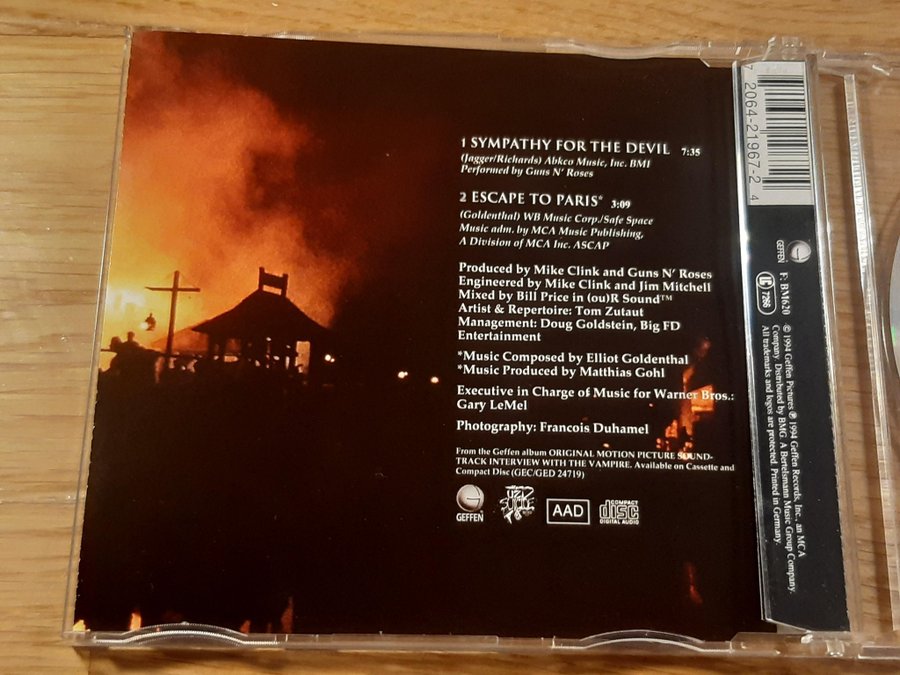 1 SYMPATHY FOR THE DEVIL 7:35
(Jagger/Richards) Abkco Music, Inc. BMI
Performed by Guns N' Roses
2 ESCAPE TO PARIS* 3:09
(Goldenthal) WB Music Corp./Safe Space
Music adm. by MCA Music Publishing,
A Division of MCA Inc. ASCAP
Produced by Mike Clink and Guns N' Roses
Engineered by Mike Clink and Jim Mitchell
Mixed by Bill Price in (ou)R Sound™
Artist & Repertoire: Tom Zutaut
Management: Doug Goldstein, Big FD
Entertainment
*Music Composed by Elliot Goldenthal
*Music Produced by Matthias Gohl
Executive in Charge of Music for Warner Bros.:
Gary LeMel
Photography: Francois Duhamel
From the Geffen album ORIGINAL MOTION PICTURE SOUND-
TRACK INTERVIEW WITH THE VAMPIRE. Available on Cassette and
Compact Disc (GEC/GED 24719)
GEFFEN
AAD
COMPACT
disc
DIGITAL AUDIO
7 2064-21967-2 4
GEFFEN
LC
7266
F: BM620
© 1994 Geffen Pictures ℗ 1994 Geffen Records, Inc., an MCA
Company. Distributed by BMG. A Bertelsmann Music Group Company.
All trademarks and logos are protected. Printed in Germany.